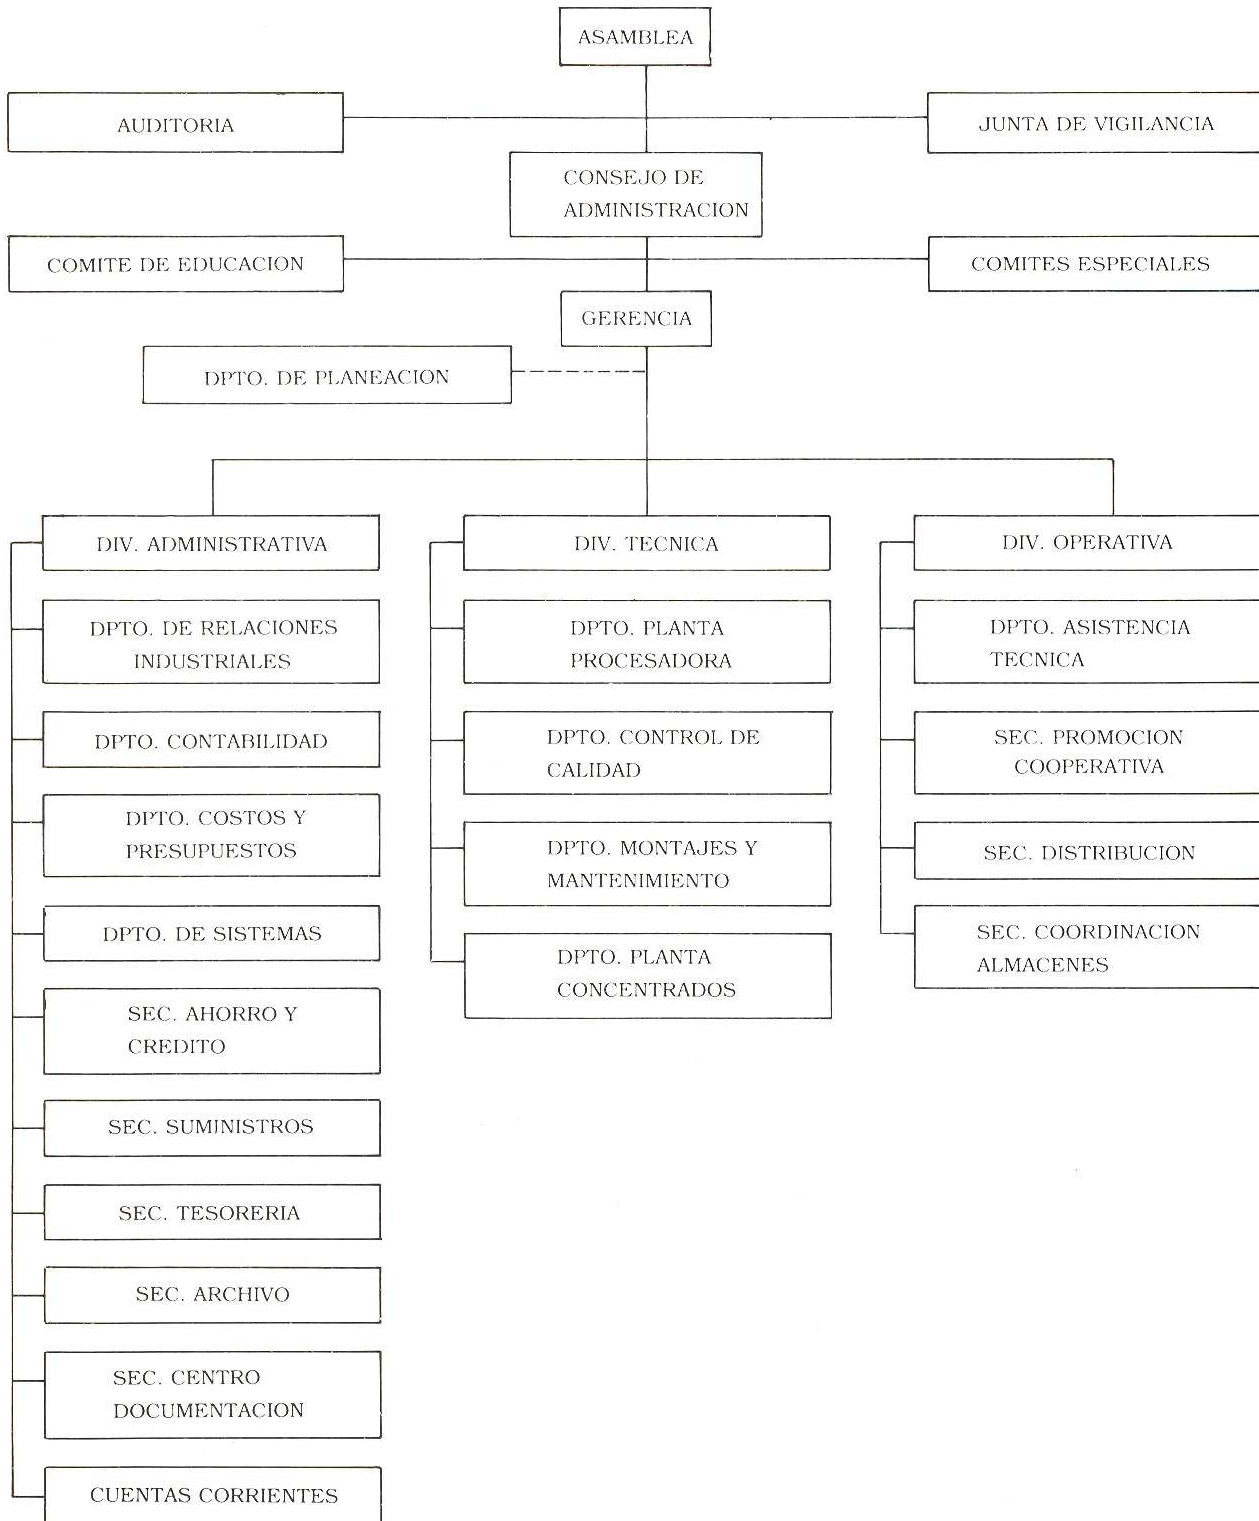 ASAMBLEA
AUDITORIA
JUNTA DE VIGILANCIA
CONSEJO DE
ADMINISTRACION
COMITE DE EDUCACION
COMITES ESPECIALES
GERENCIA
DPTO. DE PLANEACION
DIV. ADMINISTRATIVA
DPTO. DE RELACIONES
INDUSTRIALES
DPTO. CONTABILIDAD
DPTO. COSTOS Y
PRESUPUESTOS
DPTO. DE SISTEMAS
SEC. AHORRO Y
CREDITO
SEC. SUMINISTROS
SEC. TESORERIA
SEC. ARCHIVO
SEC. CENTRO
DOCUMENTACION
CUENTAS CORRIENTES
DIV. TECNICA
DPTO. PLANTA
PROCESADORA
DPTO. CONTROL DE
CALIDAD
DPTO. MONTAJES Y
MANTENIMIENTO
DPTO. PLANTA
CONCENTRADOS
DIV. OPERATIVA
DPTO. ASISTENCIA
TECNICA
SEC. PROMOCION
COOPERATIVA
SEC. DISTRIBUCION
SEC. COORDINACION
ALMACENES